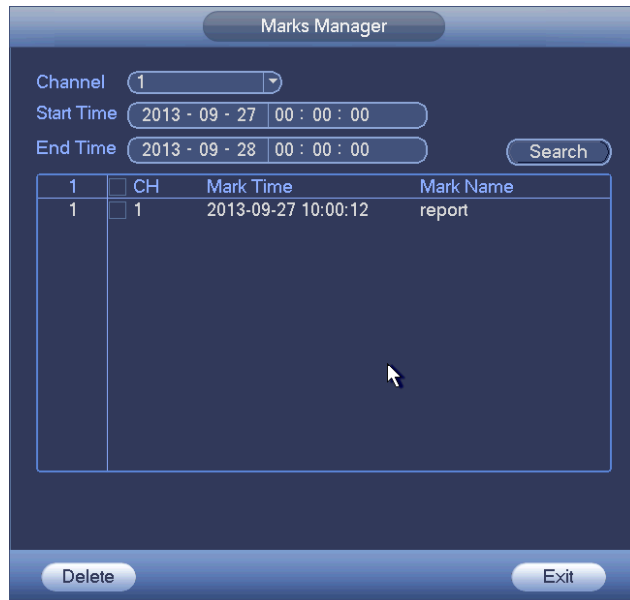 Marks Manager
Channel 1
Start Time 2013 - 09 - 27 00 : 00 : 00
End Time 2013 - 09 - 28 00 : 00 : 00 Search
1 CH Mark Time Mark Name
1 1 2013-09-27 10:00:12 report
Delete Exit